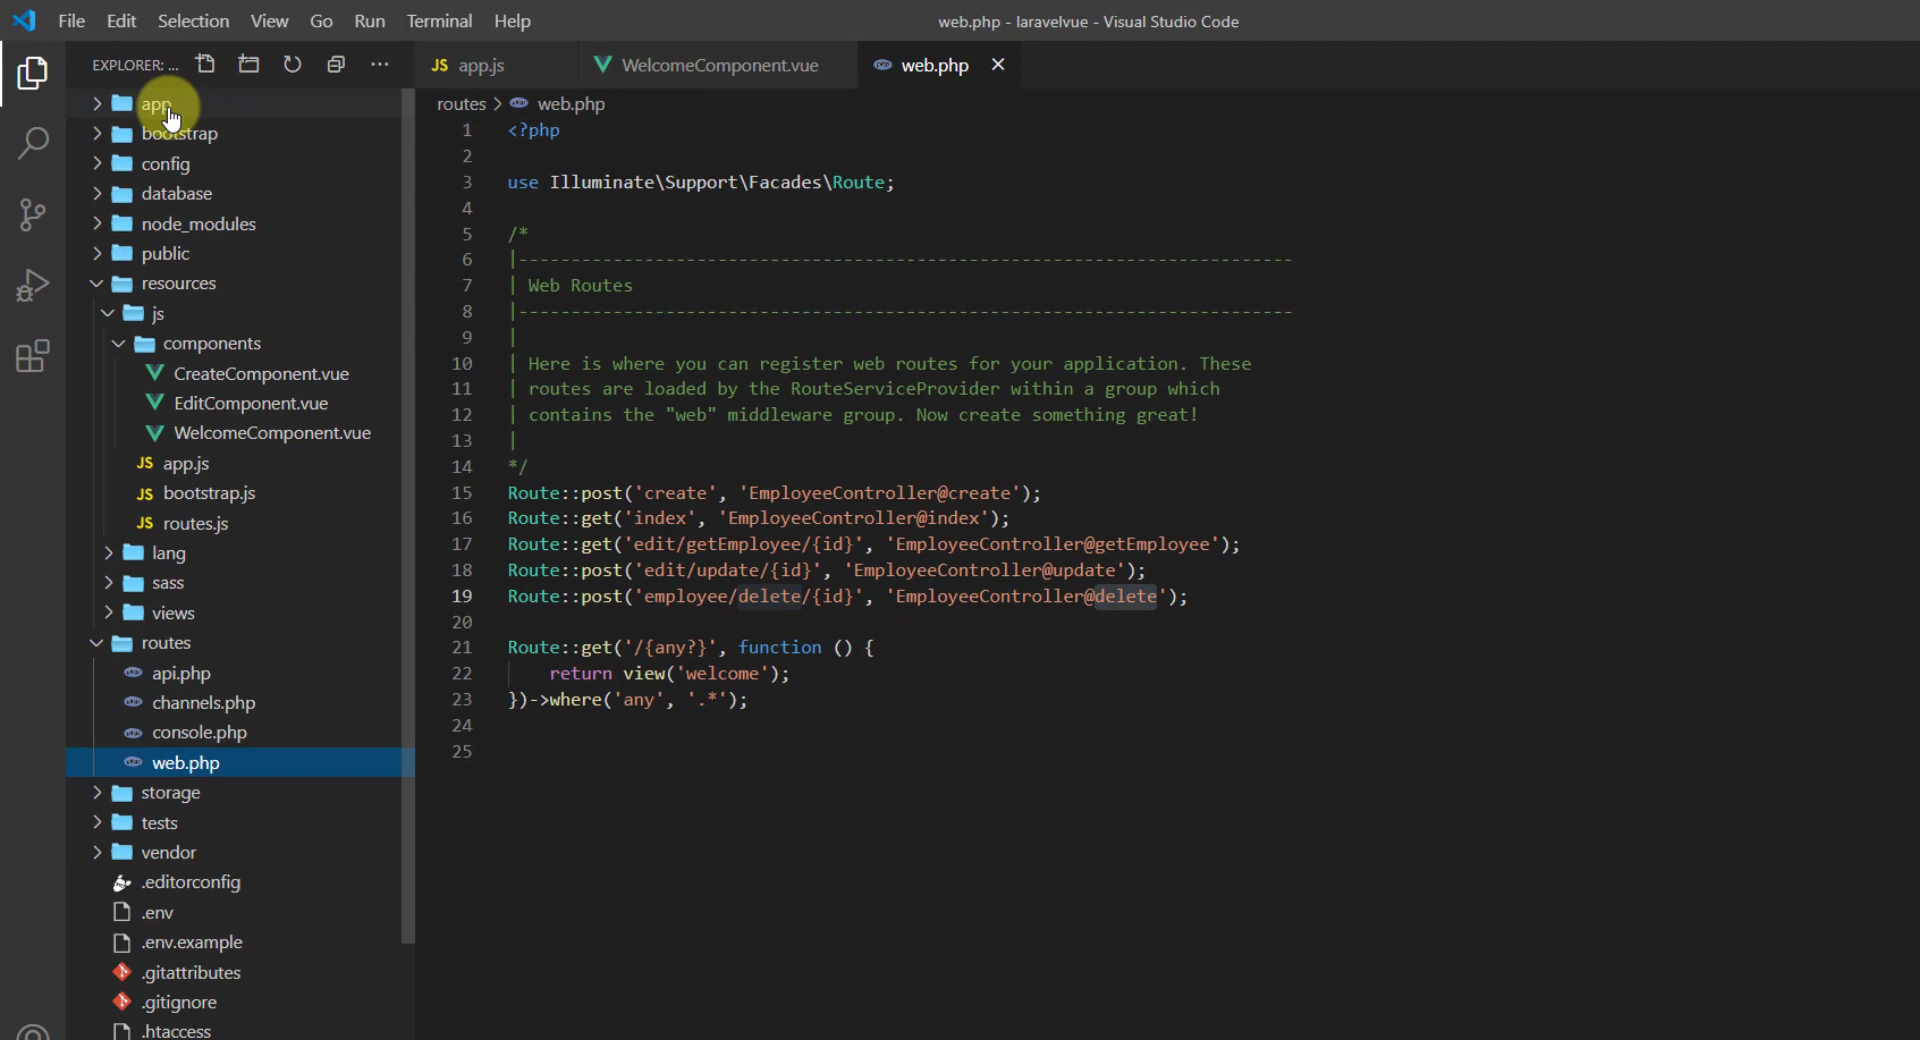 File Edit Selection View Go Run Terminal Help
web.php - laravelvue - Visual Studio Code
EXPLORER: ...
app
bootstrap
config
database
node_modules
public
resources
js
components
CreateComponent.vue
EditComponent.vue
WelcomeComponent.vue
JS app.js
JS bootstrap.js
JS routes.js
lang
sass
views
routes
api.php
channels.php
console.php
web.php
storage
tests
vendor
.editorconfig
.env
.env.example
.gitattributes
.gitignore
.htaccess
JS app.js
WelcomeComponent.vue
web.php
routes > web.php
1 <?php
2
3 use Illuminate\Support\Facades\Route;
4
5 /*
6 |--------------------------------------------------------------------------
7 | Web Routes
8 |--------------------------------------------------------------------------
9 |
10 | Here is where you can register web routes for your application. These
11 | routes are loaded by the RouteServiceProvider within a group which
12 | contains the "web" middleware group. Now create something great!
13 |
14 */
15 Route::post('create', 'EmployeeController@create');
16 Route::get('index', 'EmployeeController@index');
17 Route::get('edit/getEmployee/{id}', 'EmployeeController@getEmployee');
18 Route::post('edit/update/{id}', 'EmployeeController@update');
19 Route::post('employee/delete/{id}', 'EmployeeController@delete');
20
21 Route::get('/{any?}', function () {
22     return view('welcome');
23 })->where('any', '.*');
24
25